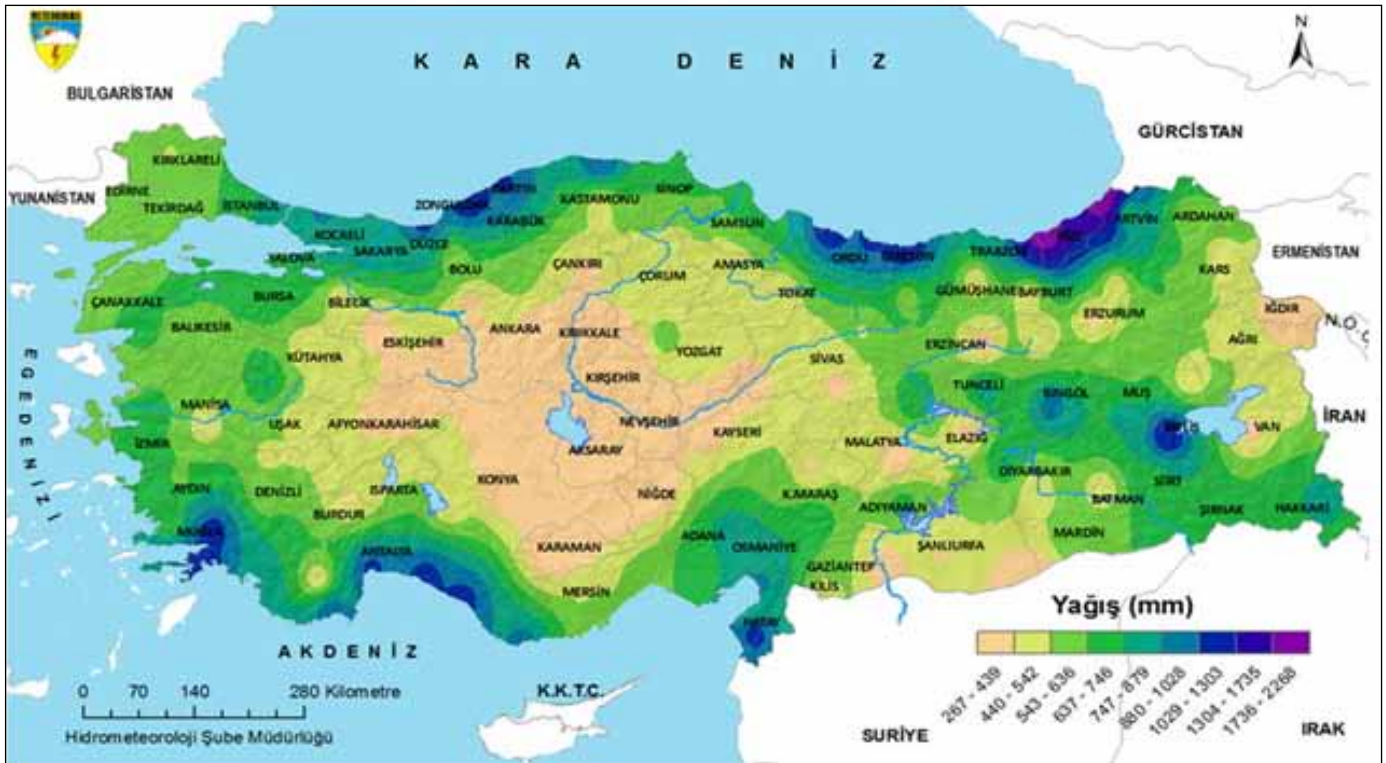 METEOROLOJİ
N
K A R A D E N İ Z
BULGARİSTAN
GÜRCİSTAN
YUNANİSTAN
ERMENİSTAN
İRAN
N.Ö.
E G E D E N İ Z İ
KIRKLARELİ
EDİRNE
TEKİRDAĞ
İSTANBUL
KOCAELİ
YALOVA
SAKARYA
DÜZCE
ZONGULDAK
BARTIN
KARABÜK
KASTAMONU
SİNOP
SAMSUN
BOLU
ÇANKIRI
ÇORUM
AMASYA
TOKAT
ORDU
GİRESUN
TRABZON
RİZE
ARTVİN
ARDAHAN
KARS
IĞDIR
AĞRI
GÜMÜŞHANE
BAYBURT
ERZURUM
ERZİNCAN
ÇANAKKALE
BALIKESİR
BURSA
BİLECİK
KÜTAHYA
ESKİŞEHİR
ANKARA
KIRIKKALE
YOZGAT
SİVAS
KIRŞEHİR
NEVŞEHİR
KAYSERİ
TUNCELİ
BİNGÖL
MUŞ
BİTLİS
VAN
MANİSA
UŞAK
AFYONKARAHİSAR
AKSARAY
MALATYA
ELAZIĞ
DİYARBAKIR
BATMAN
SİİRT
ŞIRNAK
HAKKARİ
İZMİR
AYDIN
DENİZLİ
ISPARTA
BURDUR
KONYA
NİĞDE
K.MARAŞ
ADIYAMAN
MARDİN
ŞANLIURFA
MUĞLA
ANTALYA
KARAMAN
MERSİN
ADANA
OSMANİYE
GAZİANTEP
KİLİS
HATAY
A K D E N İ Z
K.K.T.C.
SURİYE
IRAK
0 70 140 280 Kilometre
Hidrometeoroloji Şube Müdürlüğü
Yağış (mm)
267 - 439
440 - 542
543 - 636
637 - 746
747 - 879
880 - 1028
1029 - 1303
1304 - 1735
1736 - 2268